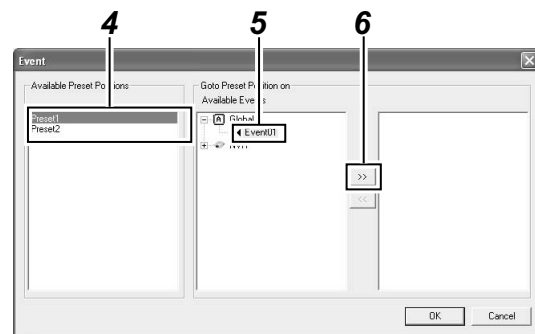 4 5 6
Event
Available Preset Positions
Goto Preset Position on
Available Events
Preset1
Preset2
Global
Event01
>>
<<
OK Cancel